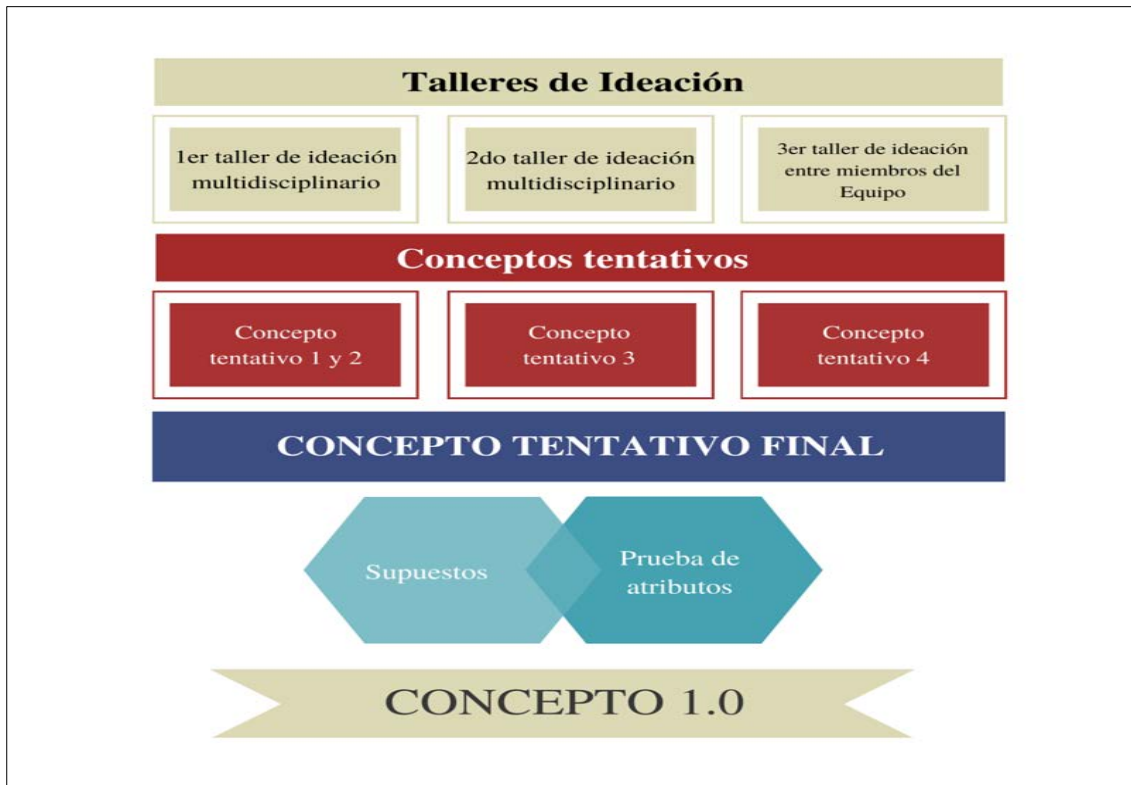 Talleres de Ideación
1er taller de ideación
multidisciplinario
2do taller de ideación
multidisciplinario
3er taller de ideación
entre miembros del
Equipo
Conceptos tentativos
Concepto
tentativo 1 y 2
Concepto
tentativo 3
Concepto
tentativo 4
CONCEPTO TENTATIVO FINAL
Supuestos
Prueba de
atributos
CONCEPTO 1.0